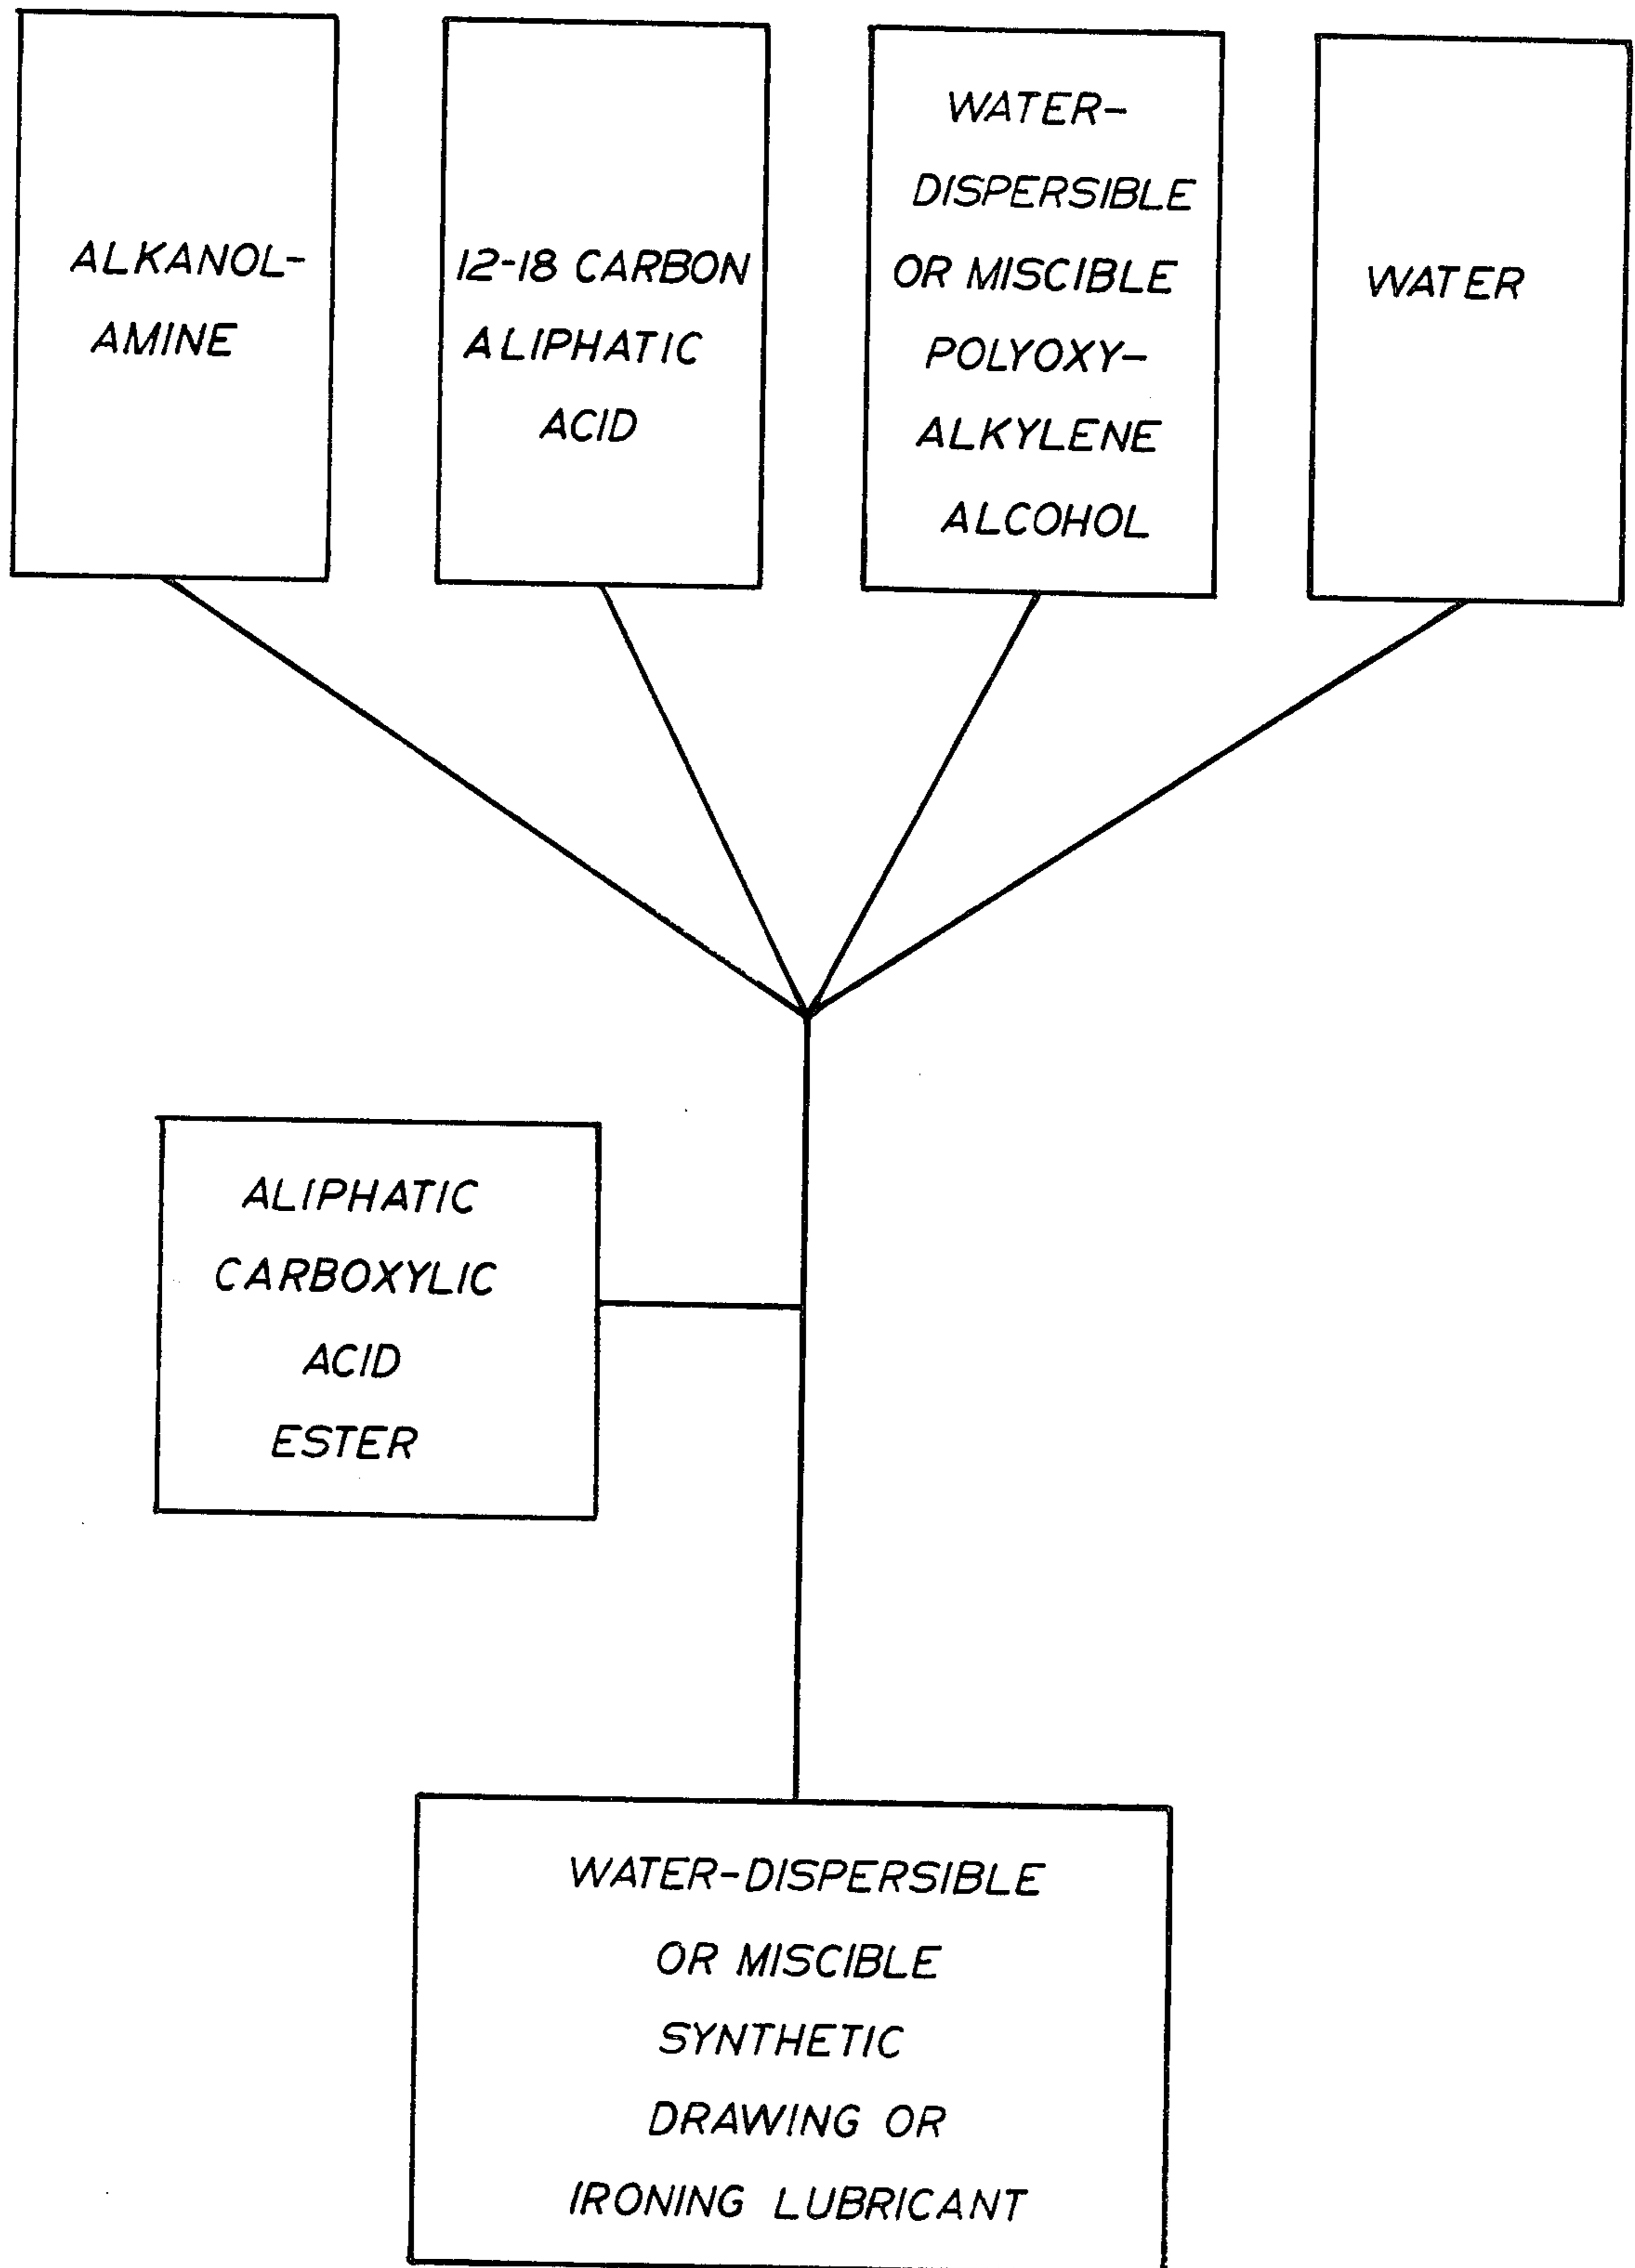 ALKANOL-
AMINE
12-18 CARBON
ALIPHATIC
ACID
WATER-
DISPERSIBLE
OR MISCIBLE
POLYOXY-
ALKYLENE
ALCOHOL
WATER
ALIPHATIC
CARBOXYLIC
ACID
ESTER
WATER-DISPERSIBLE
OR MISCIBLE
SYNTHETIC
DRAWING OR
IRONING LUBRICANT